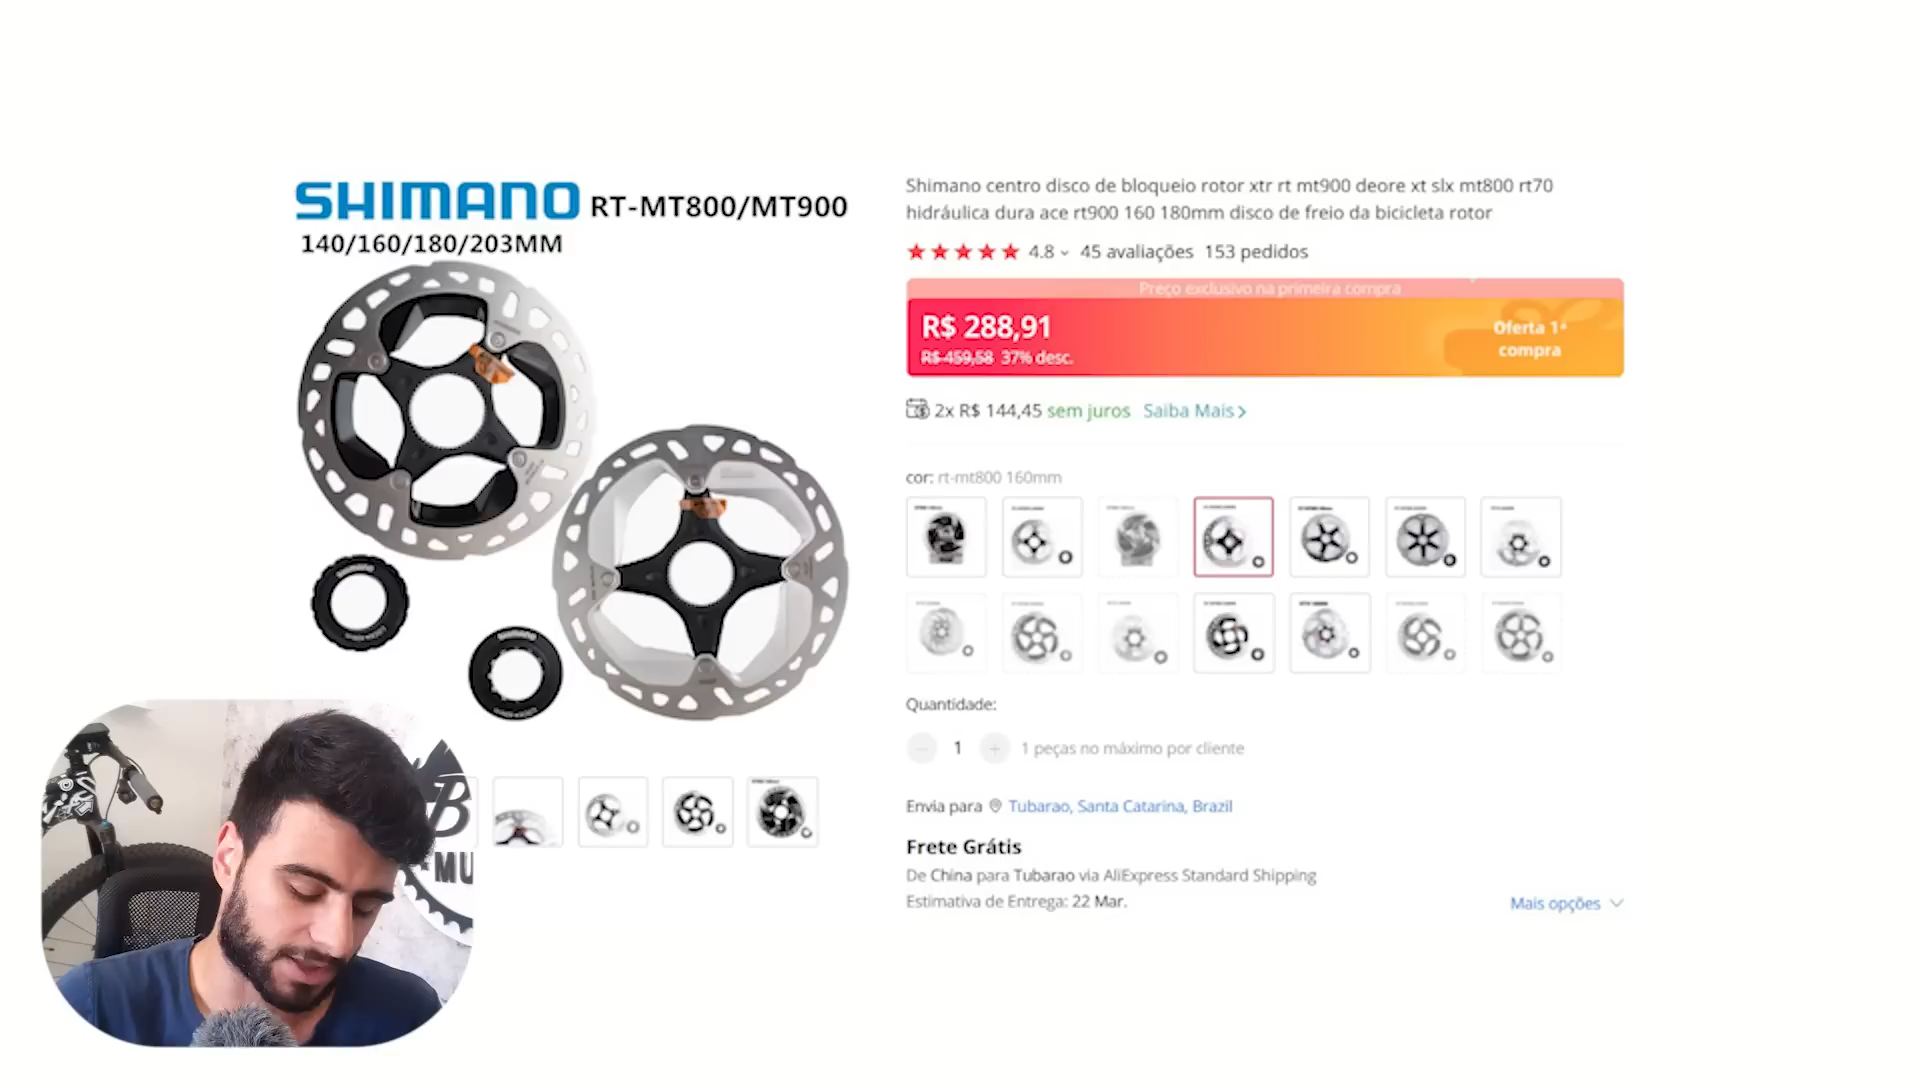 SHIMANO RT-MT800/MT900
140/160/180/203MM
Shimano centro disco de bloqueio rotor xtr rt mt900 deore xt slx mt800 rt70
hidráulica dura ace rt900 160 180mm disco de freio da bicicleta rotor
4.8 45 avaliações 153 pedidos
Preço exclusivo na primeira compra
R$ 288,91
R$ 459,58 37% desc.
Oferta 1ª
compra
2x R$ 144,45 sem juros Saiba Mais
cor: rt-mt800 160mm
Quantidade:
1 1 peças no máximo por cliente
Envia para Tubarao, Santa Catarina, Brazil
Frete Grátis
De China para Tubarao via AliExpress Standard Shipping
Estimativa de Entrega: 22 Mar.
Mais opções
B
MU